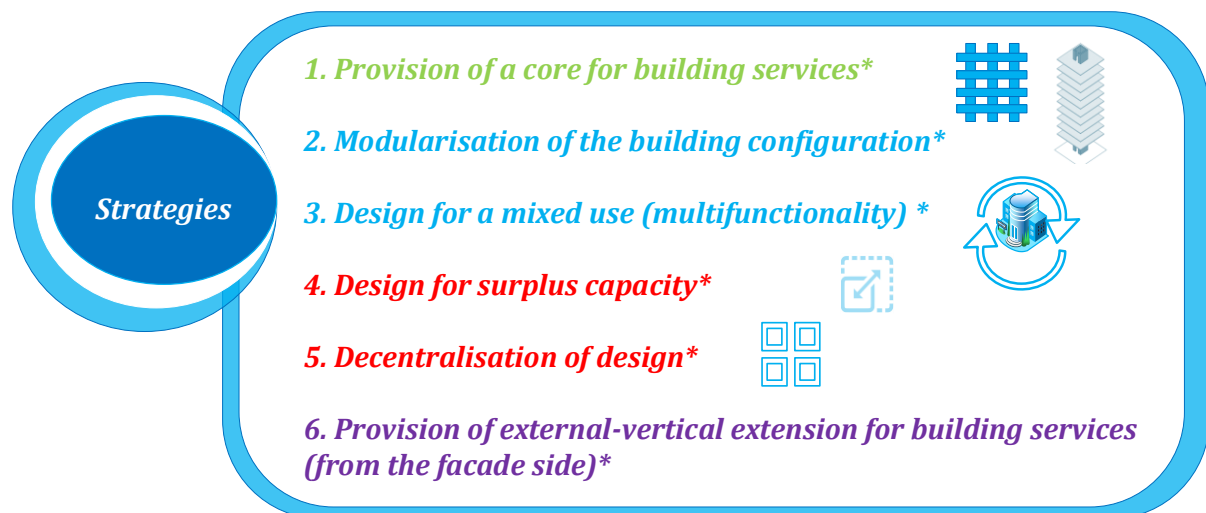 1. Provision of a core for building services*
2. Modularisation of the building configuration*
Strategies
3. Design for a mixed use (multifunctionality) *
4. Design for surplus capacity*
5. Decentralisation of design*
6. Provision of external-vertical extension for building services
(from the facade side)*